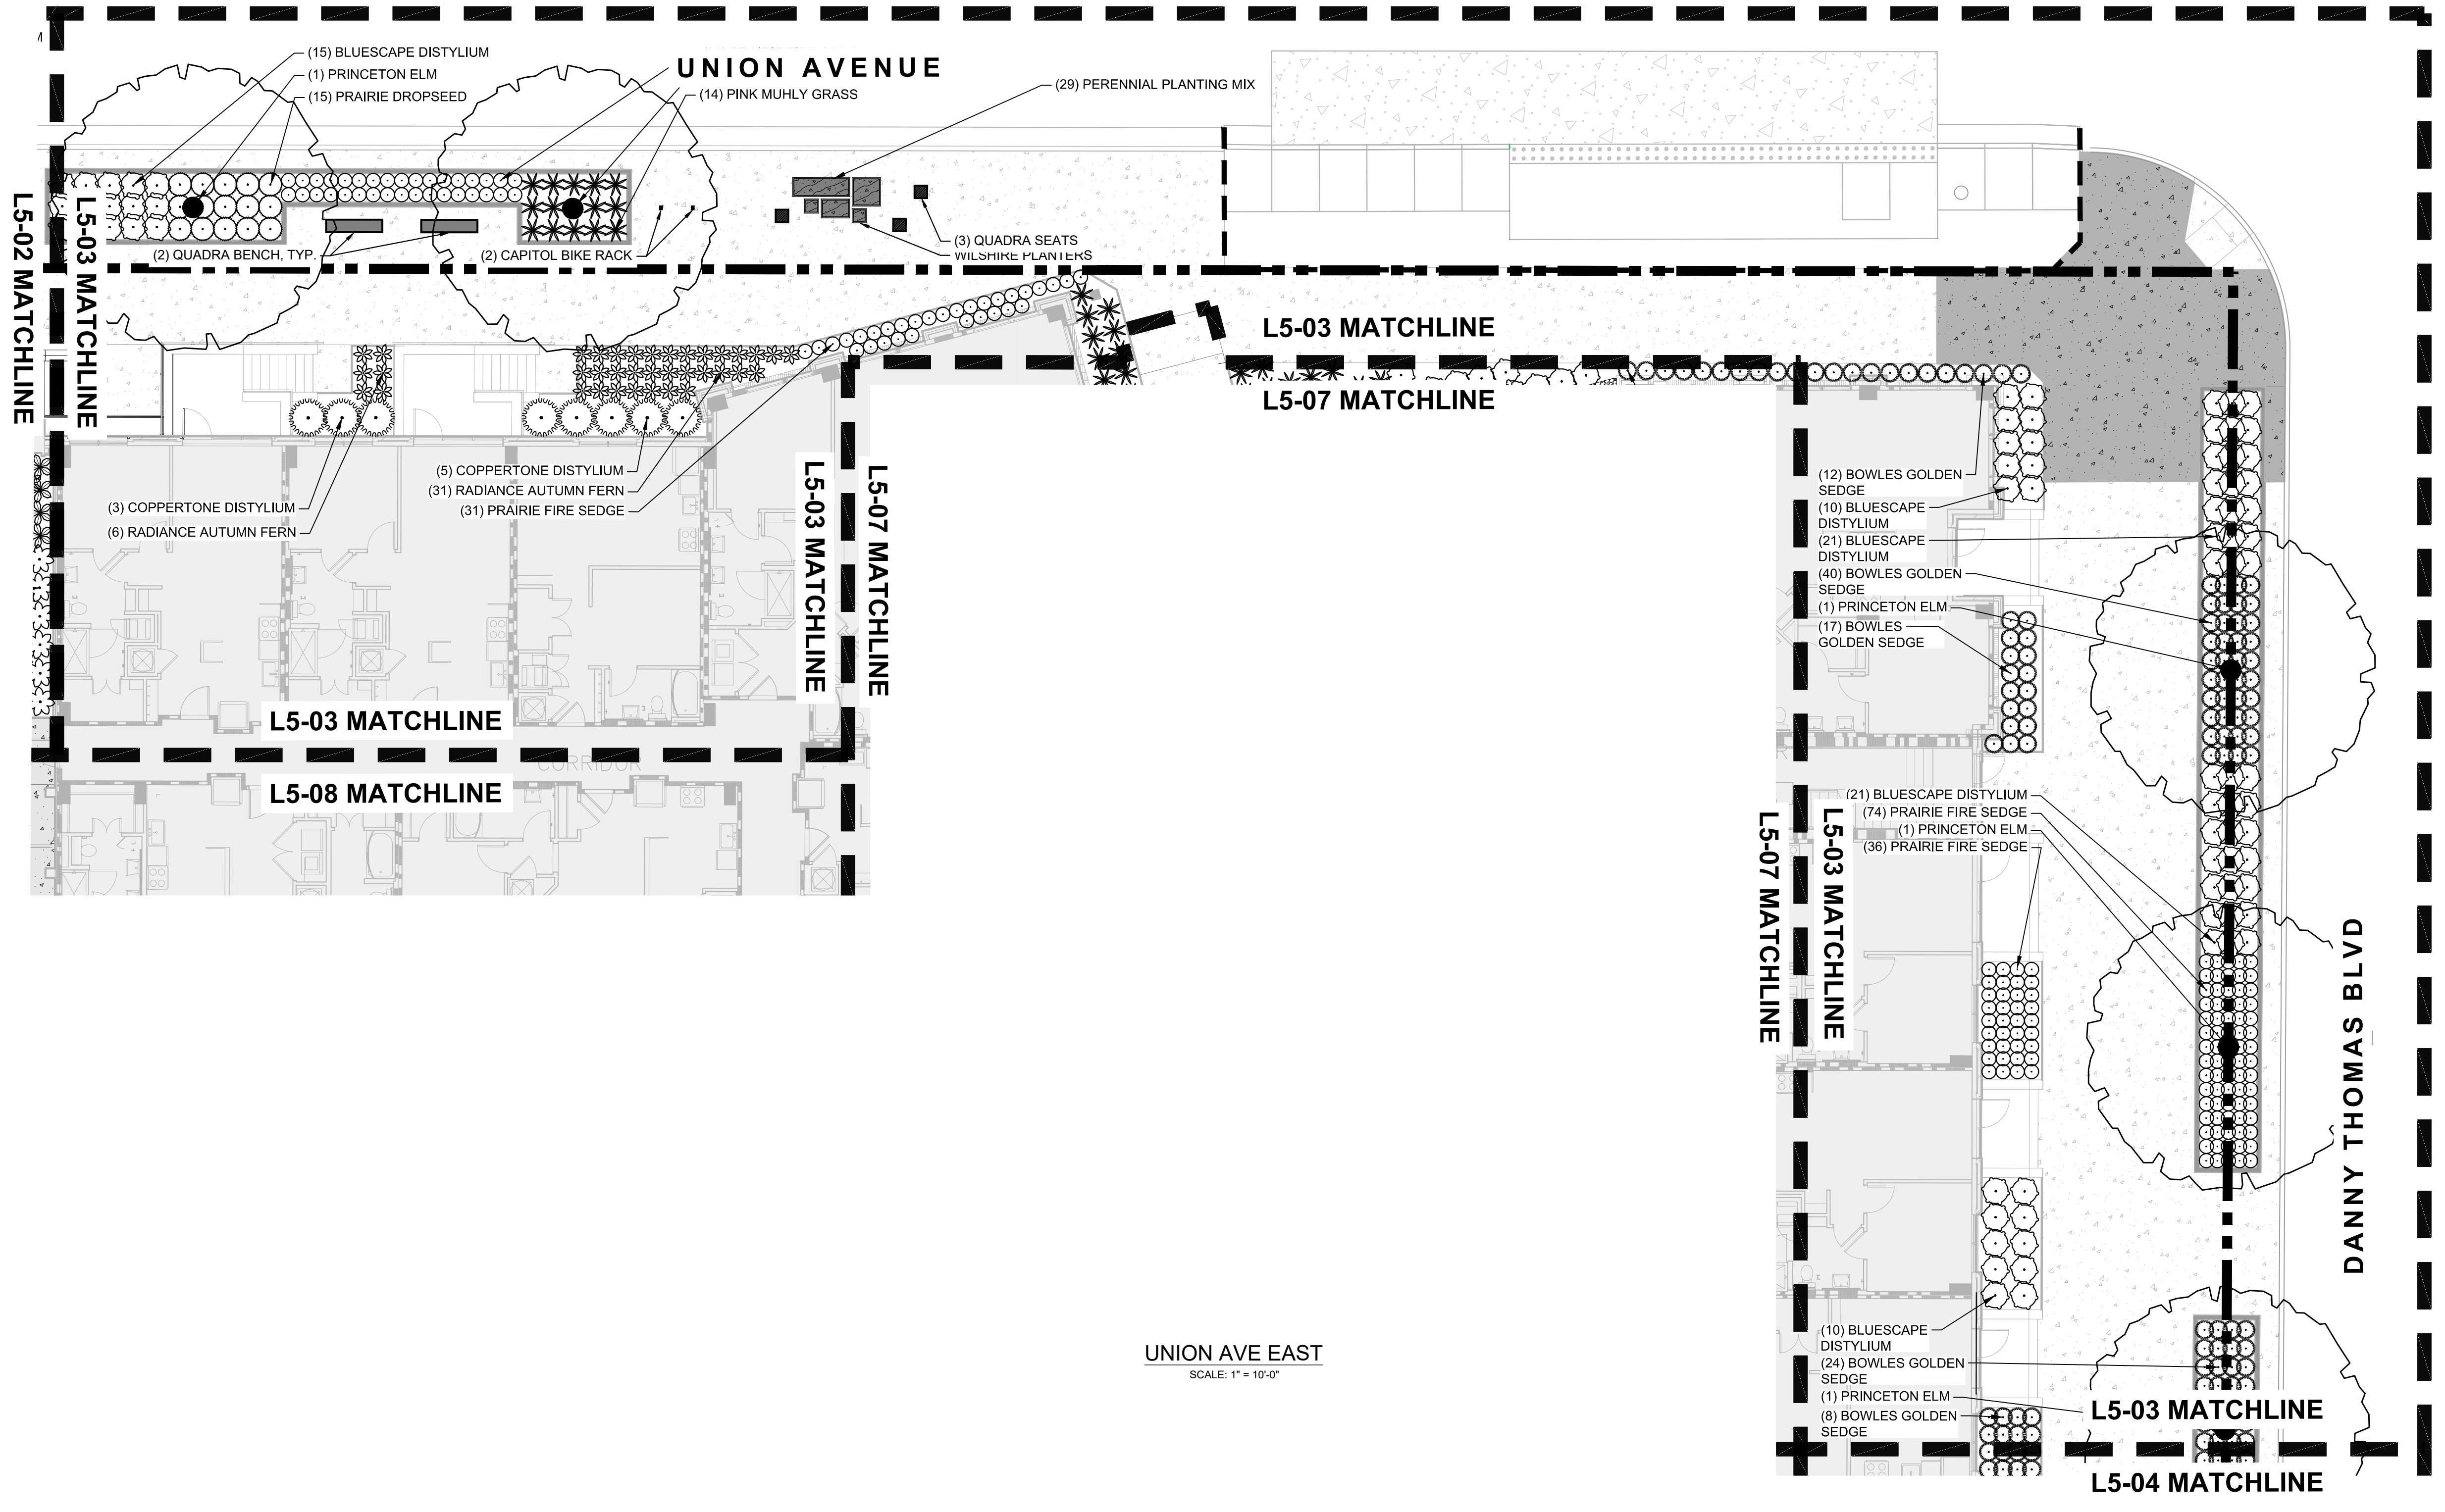 (15) BLUESCAPE DISTYLIUM
(1) PRINCETON ELM
(15) PRAIRIE DROPSEED
UNION AVENUE
(14) PINK MUHLY GRASS
(29) PERENNIAL PLANTING MIX
(2) QUADRA BENCH, TYP.
(2) CAPITOL BIKE RACK
(3) QUADRA SEATS
WILSHIRE PLANTERS
L5-02 MATCHLINE
L5-03 MATCHLINE
L5-03 MATCHLINE
L5-07 MATCHLINE
(5) COPPERTONE DISTYLIUM
(31) RADIANCE AUTUMN FERN
(31) PRAIRIE FIRE SEDGE
(3) COPPERTONE DISTYLIUM
(6) RADIANCE AUTUMN FERN
L5-03 MATCHLINE
L5-07 MATCHLINE
L5-03 MATCHLINE
CORRIDOR
L5-08 MATCHLINE
(12) BOWLES GOLDEN
SEDGE
(10) BLUESCAPE
DISTYLIUM
(21) BLUESCAPE
DISTYLIUM
(40) BOWLES GOLDEN
SEDGE
(1) PRINCETON ELM
(17) BOWLES
GOLDEN SEDGE
(21) BLUESCAPE DISTYLIUM
(74) PRAIRIE FIRE SEDGE
(1) PRINCETON ELM
(36) PRAIRIE FIRE SEDGE
L5-07 MATCHLINE
L5-03 MATCHLINE
DANNY THOMAS BLVD
(10) BLUESCAPE
DISTYLIUM
(24) BOWLES GOLDEN
SEDGE
(1) PRINCETON ELM
(8) BOWLES GOLDEN
SEDGE
L5-03 MATCHLINE
L5-04 MATCHLINE
UNION AVE EAST
SCALE: 1" = 10'-0"